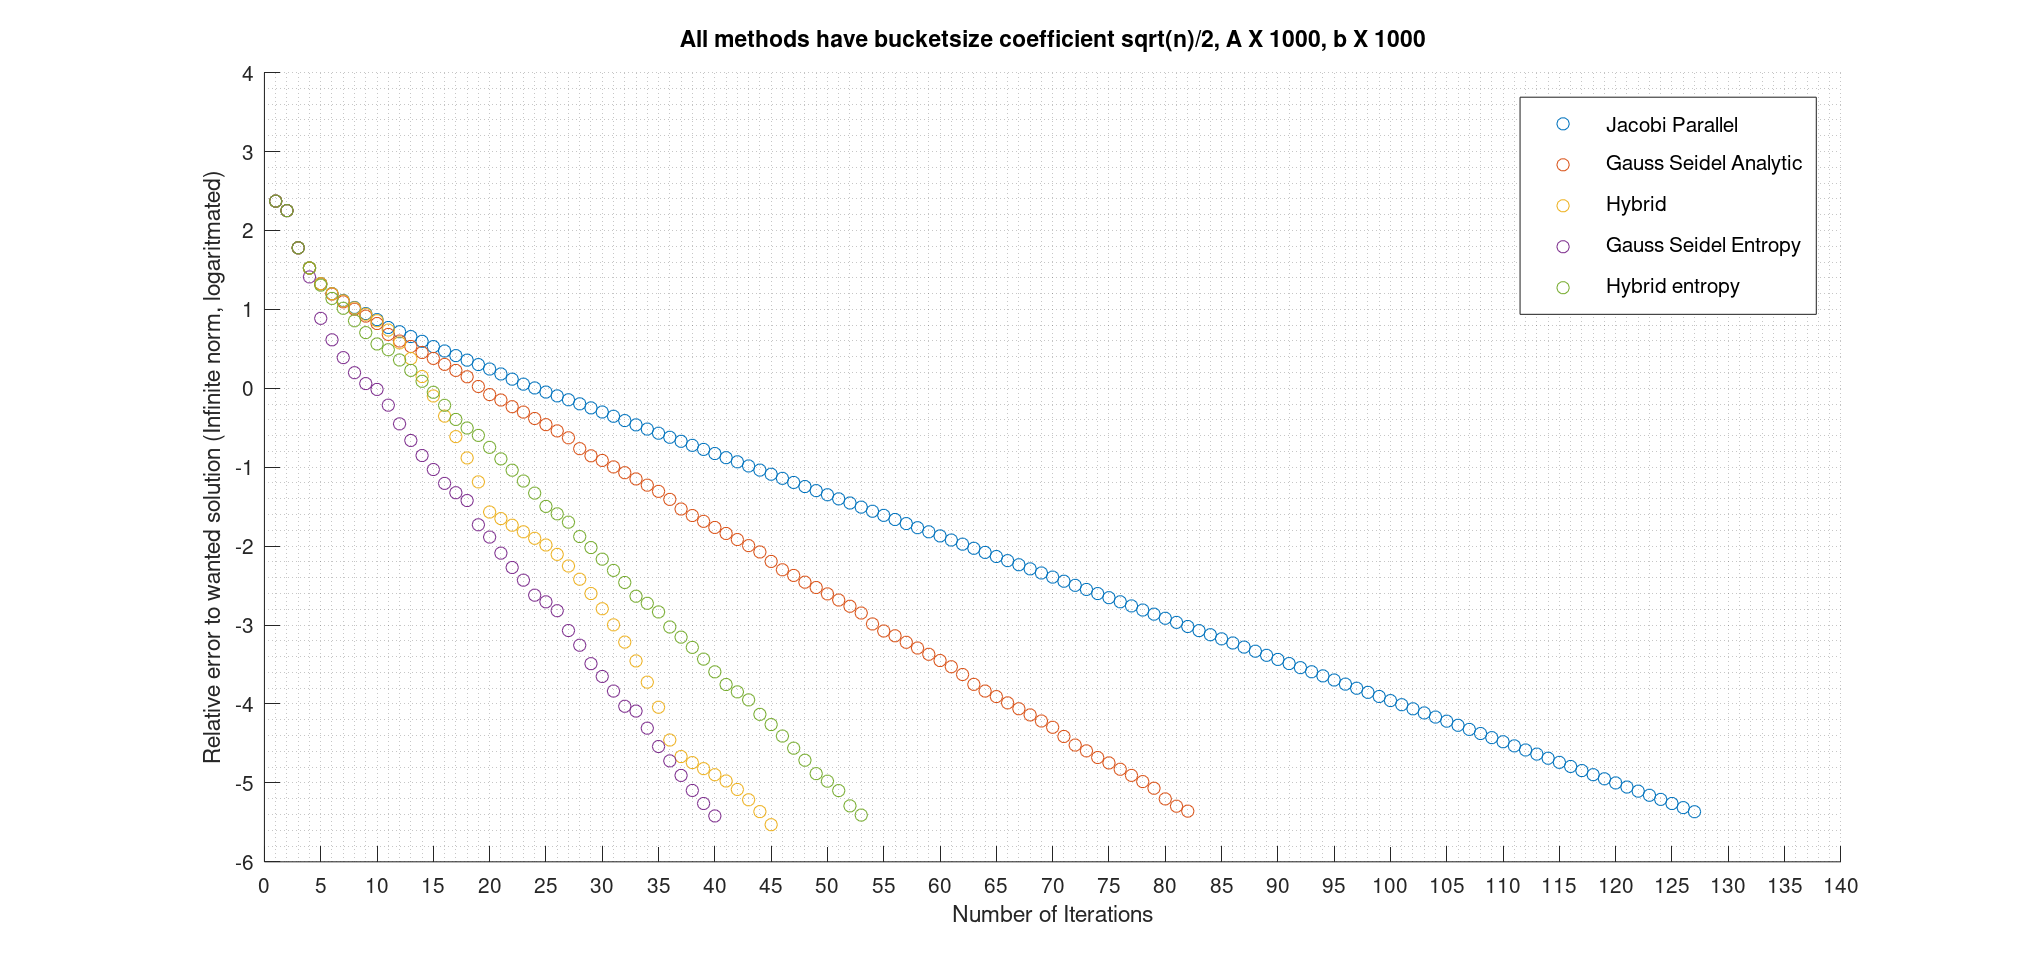 All methods have bucketsize coefficient sqrt(n)/2, A X 1000, b X 1000
4
3
2
1
0
-1
-2
-3
-4
-5
-6
Relative error to wanted solution (Infinite norm, logaritmated)
Jacobi Parallel
Gauss Seidel Analytic
Hybrid
Gauss Seidel Entropy
Hybrid entropy
0 5 10 15 20 25 30 35 40 45 50 55 60 65 70 75 80 85 90 95 100 105 110 115 120 125 130 135 140
Number of Iterations